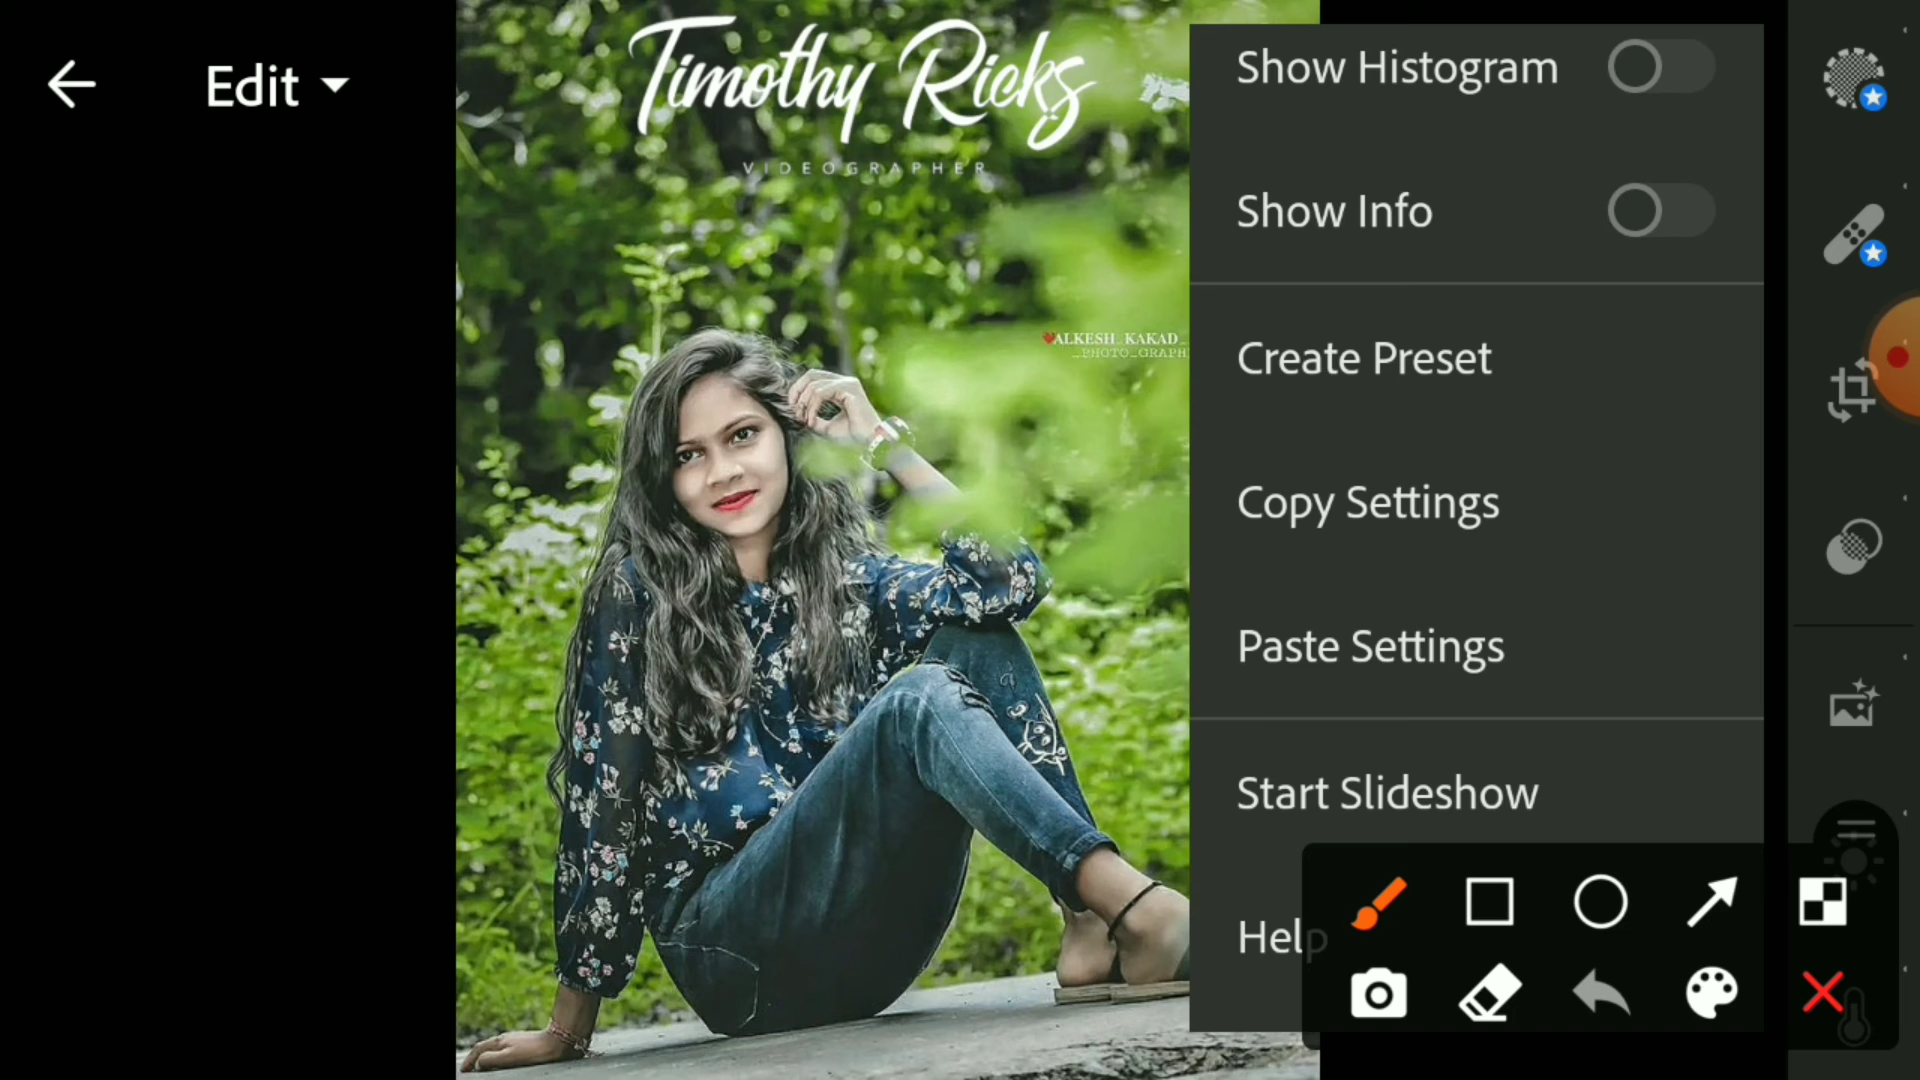 Edit
Timothy Ricks
VIDEOGRAPHER
ALKESH_KAKAD_
_PHOTO_GRAPH
Show Histogram
Show Info
Create Preset
Copy Settings
Paste Settings
Start Slideshow
Help